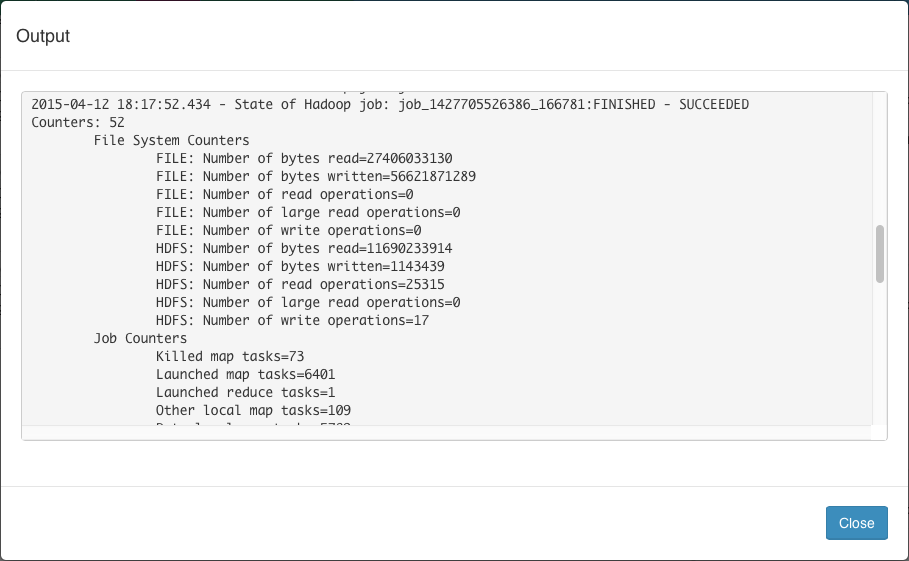 Output
2015-04-12 18:17:52.434 - State of Hadoop job: job_1427705526386_166781:FINISHED - SUCCEEDED
Counters: 52
File System Counters
FILE: Number of bytes read=27406033130
FILE: Number of bytes written=56621871289
FILE: Number of read operations=0
FILE: Number of large read operations=0
FILE: Number of write operations=0
HDFS: Number of bytes read=11690233914
HDFS: Number of bytes written=1143439
HDFS: Number of read operations=25315
HDFS: Number of large read operations=0
HDFS: Number of write operations=17
Job Counters
Killed map tasks=73
Launched map tasks=6401
Launched reduce tasks=1
Other local map tasks=109
Close